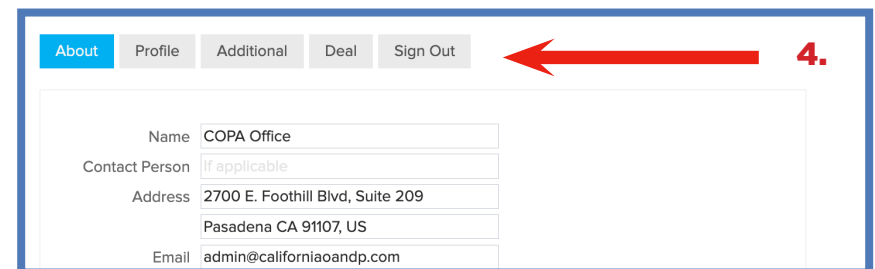 About Profile Additional Deal Sign Out 4.
Name COPA Office
Contact Person If applicable
Address 2700 E. Foothill Blvd, Suite 209
Pasadena CA 91107, US
Email admin@californiaoandp.com